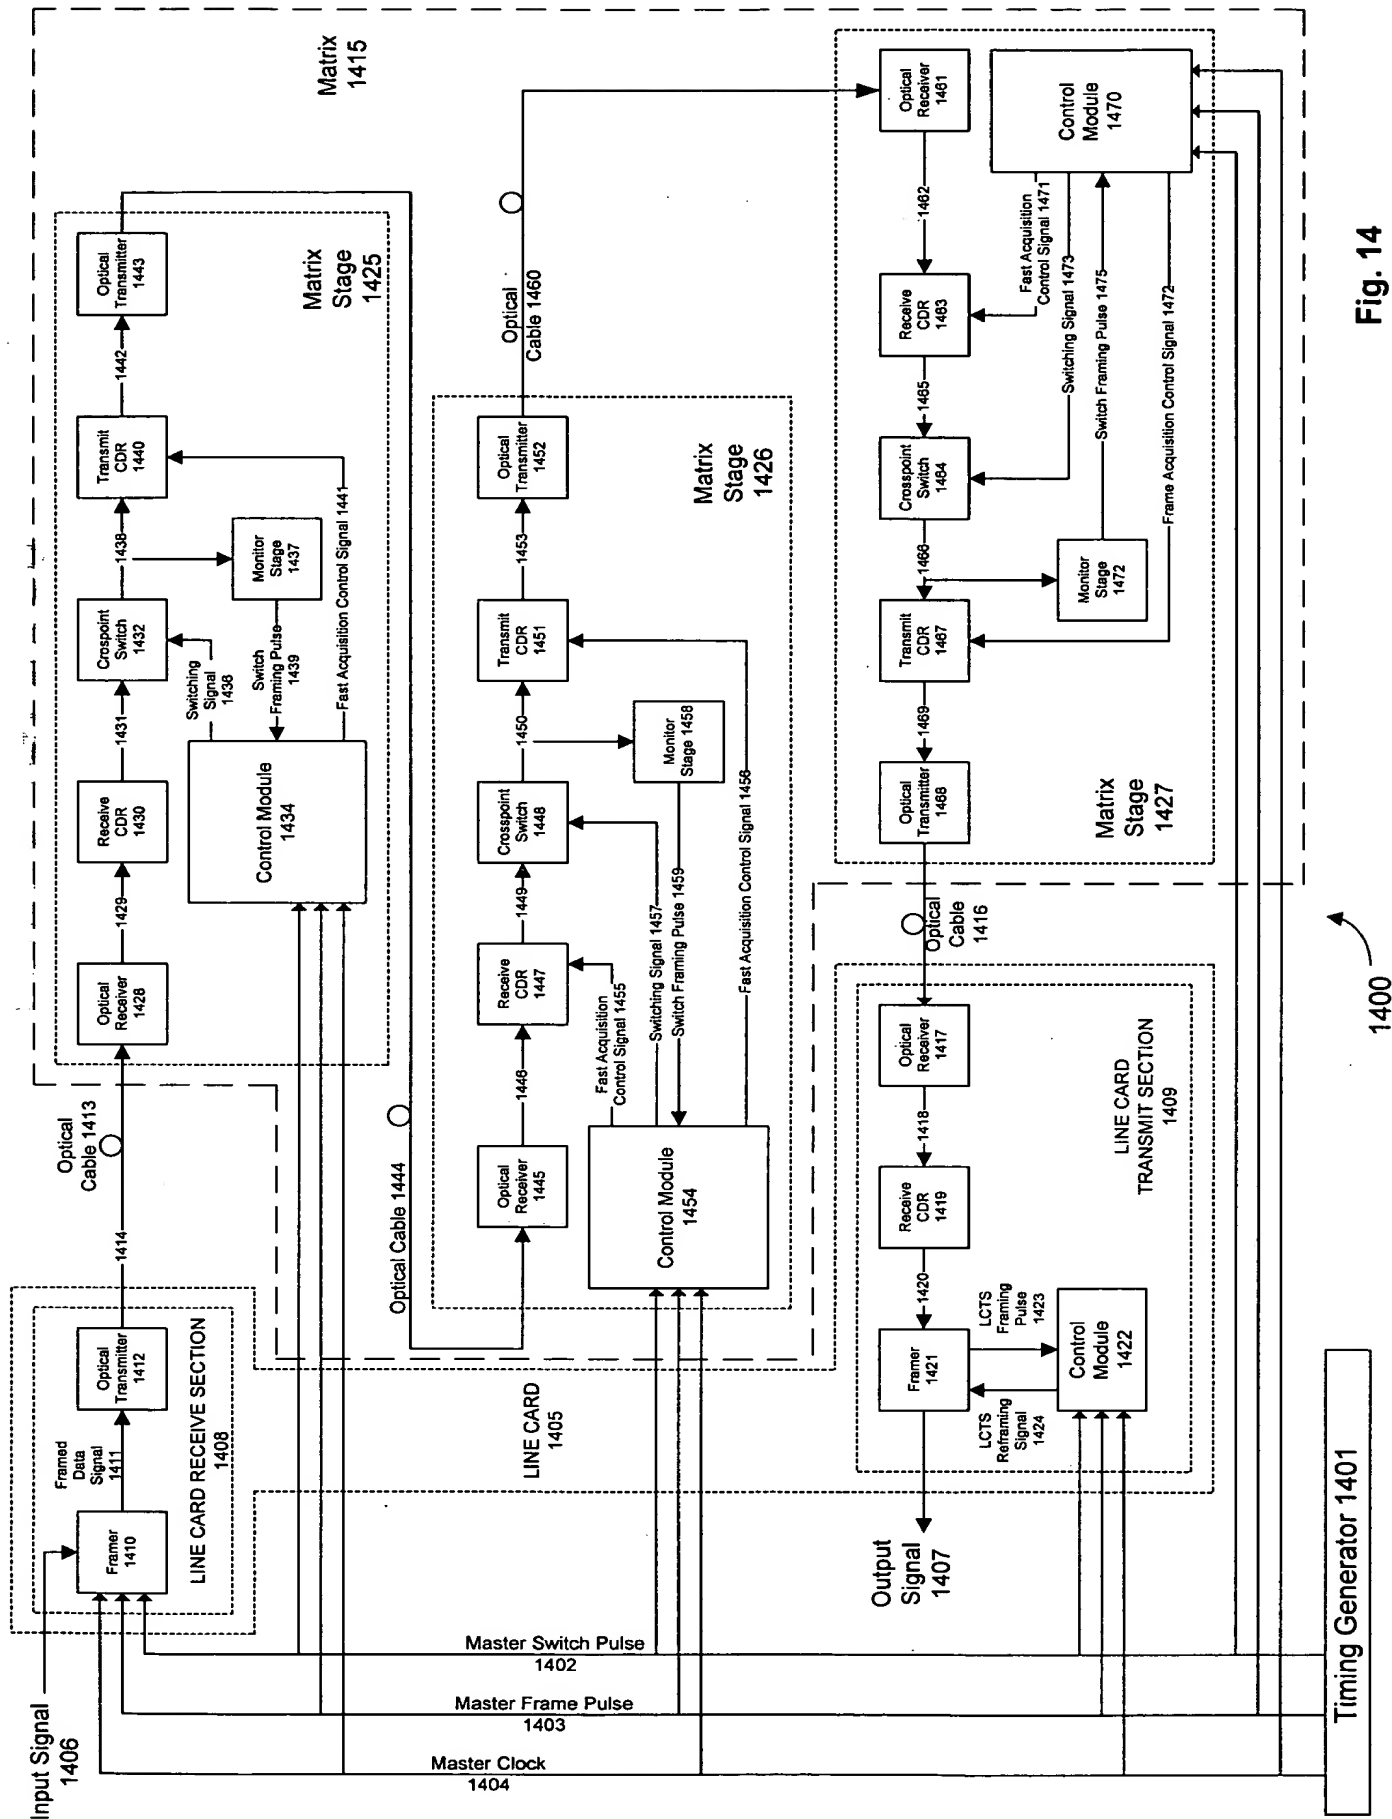 Input Signal
1406
Framer
1410
Framed
Data
Signal
1411
Optical
Transmitter
1412
LINE CARD RECEIVE SECTION
1408
1414
Optical
Cable 1413
Optical
Receiver
1428
1429
Receive
CDR
1430
1431
Crospoint
Switch
1432
1438
Transmit
CDR
1440
1442
Optical
Transmitter
1443
Switching
Signal
1436
Monitor
Stage
1437
Switch
Framing Pulse
1439
Fast Acquisition Control Signal 1441
Control Module
1434
Matrix
Stage
1425
Matrix
1415
LINE CARD
1405
Optical Cable 1444
Optical
Receiver
1445
1446
Receive
CDR
1447
1449
Crosspoint
Switch
1448
1450
Transmit
CDR
1451
1453
Optical
Transmitter
1452
Optical
Cable 1460
Fast Acquisition
Control Signal 1455
Switching Signal 1457
Switch Framing Pulse 1459
Monitor
Stage 1458
Fast Acquisition Control Signal 1456
Control Module
1454
Matrix
Stage
1426
Optical
Receiver
1461
1462
Receive
CDR
1463
1465
Crosspoint
Switch
1464
1466
Transmit
CDR
1467
1469
Optical
Transmitter
1468
Control
Module
1470
Fast Acquisition
Control Signal 1471
Switching Signal 1473
Switch Framing Pulse 1475
Frame Acquisition Control Signal 1472
Monitor
Stage
1472
Matrix
Stage
1427
Optical
Cable
1416
Optical
Receiver
1417
1418
Receive
CDR
1419
1420
Framer
1421
LCTS
Framing
Pulse
1423
LCTS
Reframing
Signal
1424
Control
Module
1422
LINE CARD
TRANSMIT SECTION
1409
Output
Signal
1407
Master Switch Pulse
1402
Master Frame Pulse
1403
Master Clock
1404
Timing Generator 1401
1400
Fig. 14